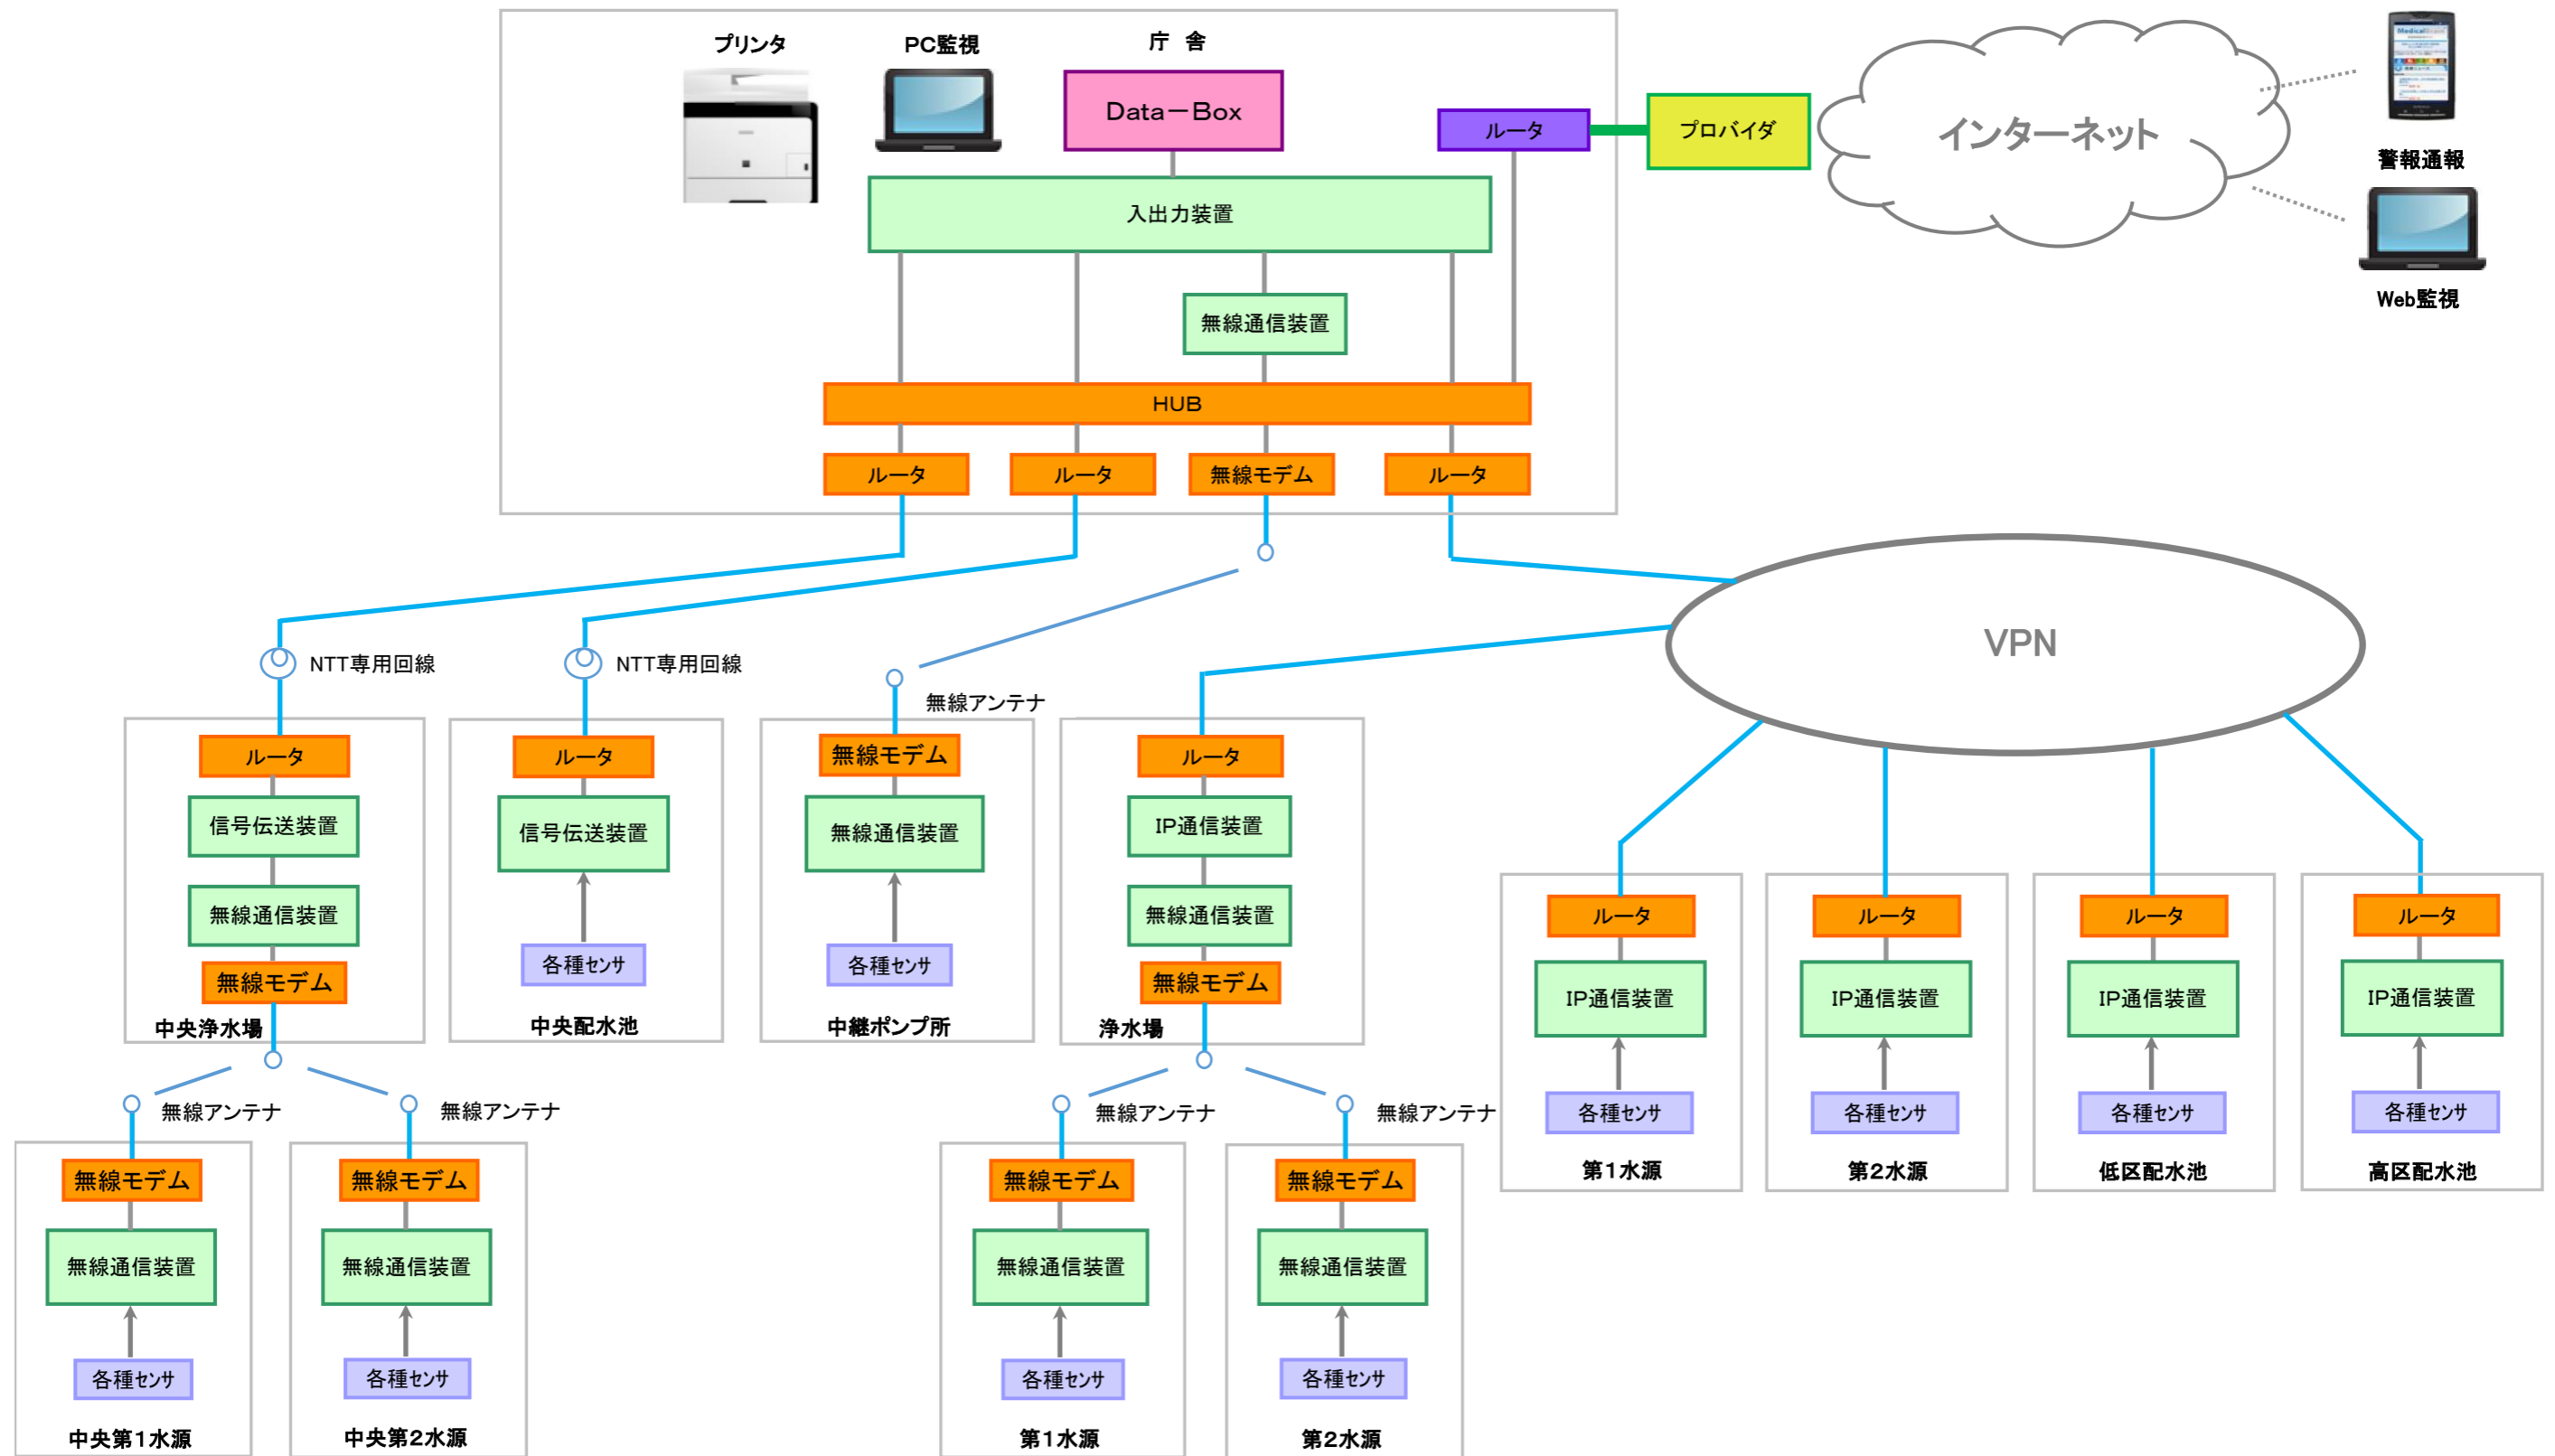 プリンタ
PC監視
庁 舎
Data－Box
ルータ
プロバイダ
インターネット
警報通報
Web監視
入出力装置
無線通信装置
HUB
ルータ
ルータ
無線モデム
ルータ
VPN
NTT専用回線
NTT専用回線
無線アンテナ
ルータ
信号伝送装置
無線通信装置
無線モデム
中央浄水場
ルータ
信号伝送装置
各種センサ
中央配水池
無線モデム
無線通信装置
各種センサ
中継ポンプ所
ルータ
IP通信装置
無線通信装置
無線モデム
浄水場
ルータ
IP通信装置
各種センサ
第1水源
ルータ
IP通信装置
各種センサ
第2水源
ルータ
IP通信装置
各種センサ
低区配水池
ルータ
IP通信装置
各種センサ
高区配水池
無線アンテナ
無線アンテナ
無線アンテナ
無線アンテナ
無線モデム
無線通信装置
各種センサ
中央第1水源
無線モデム
無線通信装置
各種センサ
中央第2水源
無線モデム
無線通信装置
各種センサ
第1水源
無線モデム
無線通信装置
各種センサ
第2水源